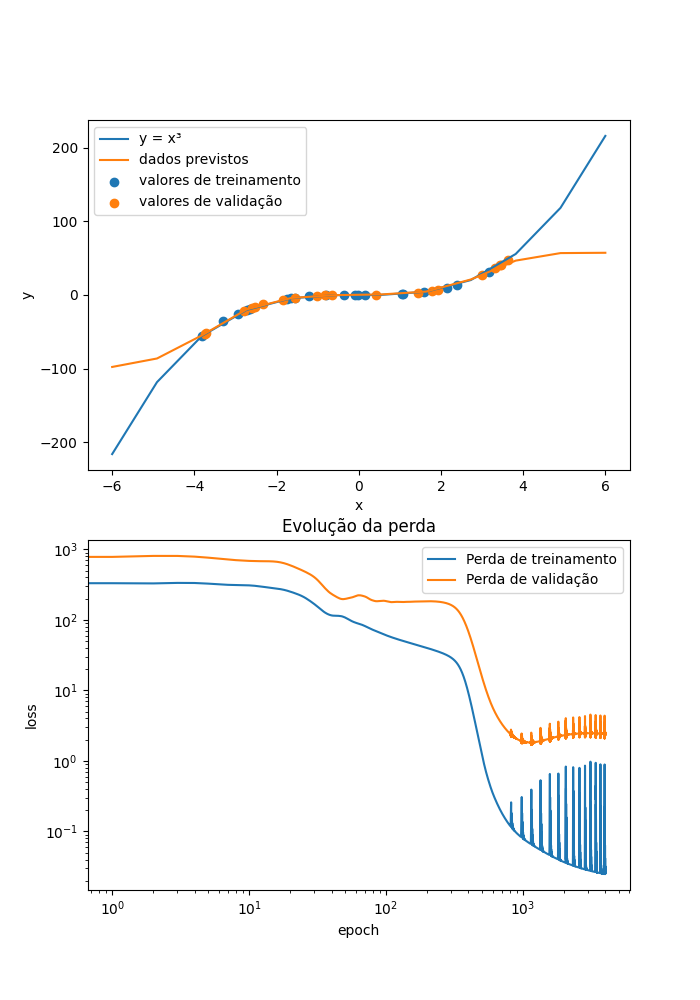 y = x³
dados previstos
valores de treinamento
valores de validação
200
100
0
−100
−200
y
−6 −4 −2 0 2 4 6
x
Evolução da perda
Perda de treinamento
Perda de validação
10³
10²
10¹
10⁰
10⁻¹
loss
10⁰ 10¹ 10² 10³
epoch